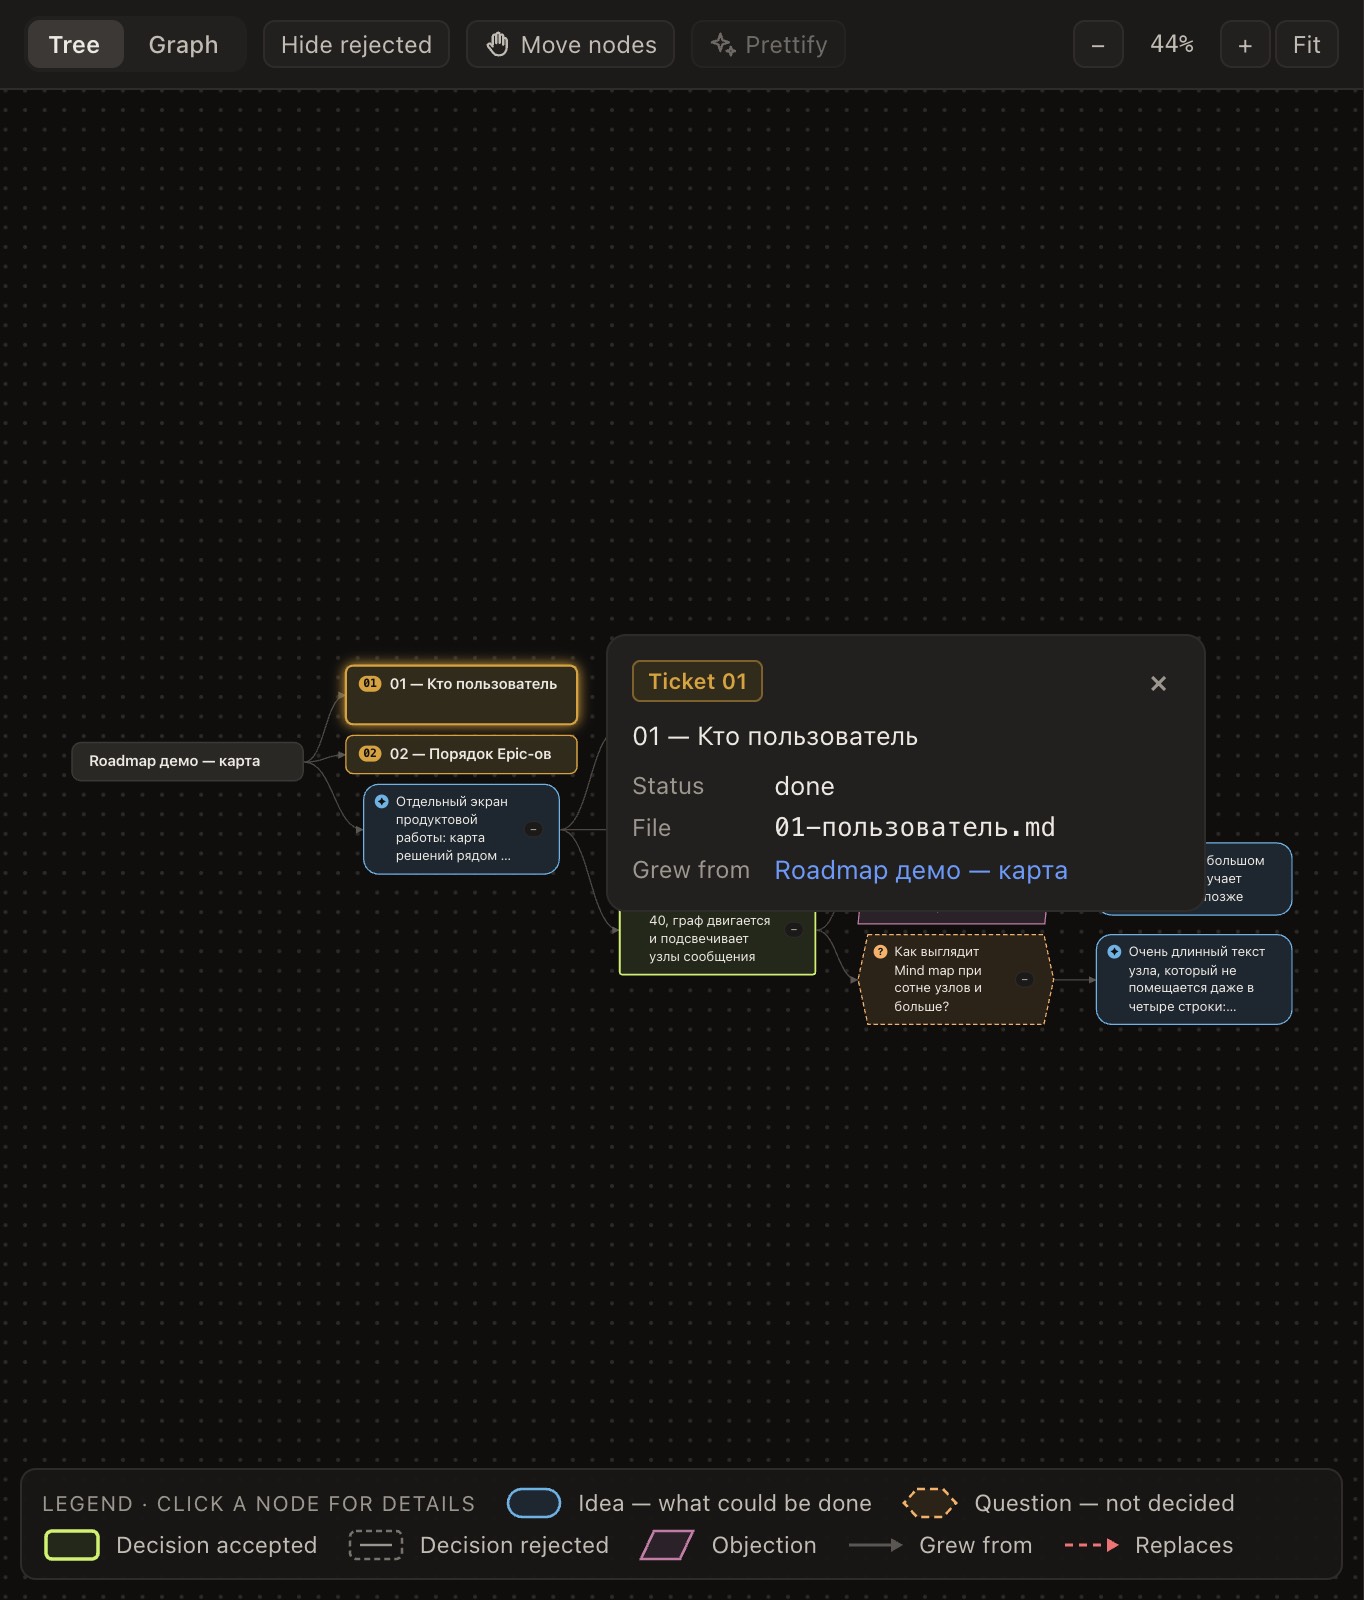 Tree Graph Hide rejected Move nodes Prettify − 44% + Fit
01 01 — Кто пользователь
02 02 — Порядок Epic-ов
Roadmap демо — карта
Отдельный экран
продуктовой
работы: карта
решений рядом ...
Ticket 01 ×
01 — Кто пользователь
Status done
File 01-пользователь.md
Grew from Roadmap демо — карта
большом
учает
позже
40, граф двигается
и подсвечивает
узлы сообщения
? Как выглядит
Mind map при
сотне узлов и
больше?
Очень длинный текст
узла, который не
помещается даже в
четыре строки:...
LEGEND · CLICK A NODE FOR DETAILS Idea — what could be done Question — not decided
Decision accepted Decision rejected Objection Grew from Replaces